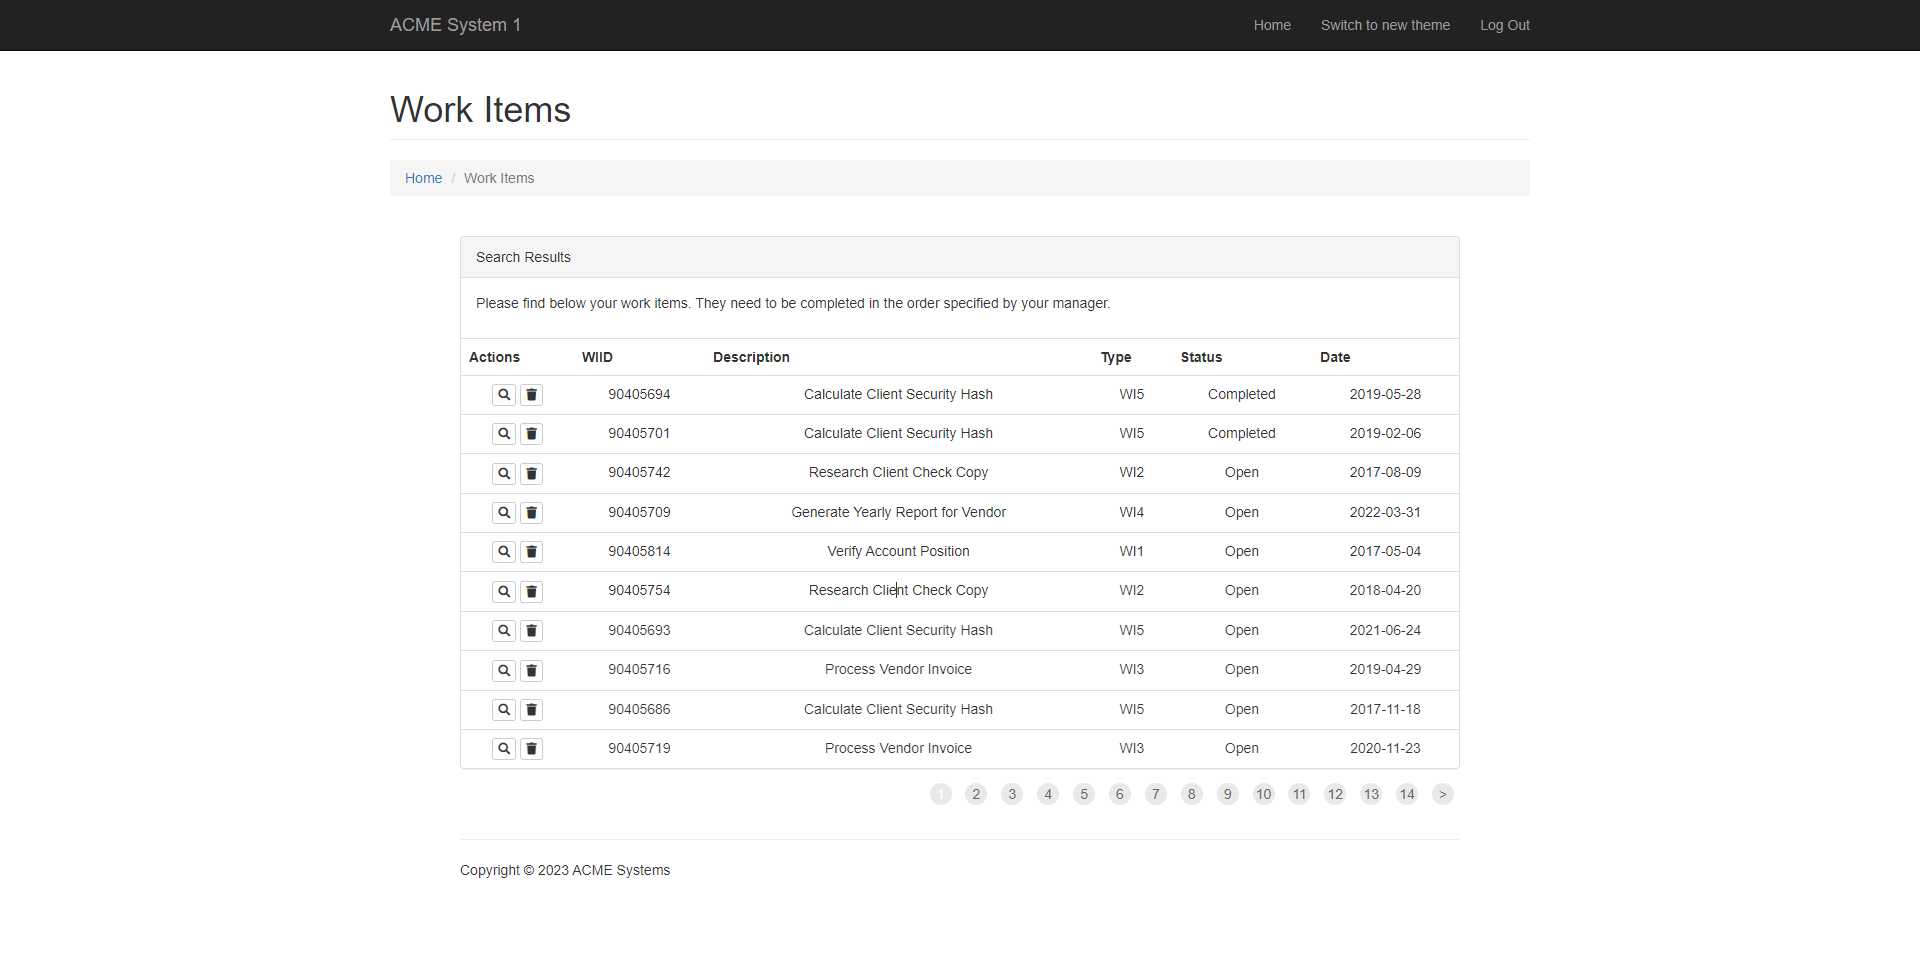 ACME System 1 Home Switch to new theme Log Out
Work Items
Home / Work Items
Search Results
Please find below your work items. They need to be completed in the order specified by your manager.
Actions WIID Description Type Status Date
90405694 Calculate Client Security Hash WI5 Completed 2019-05-28
90405701 Calculate Client Security Hash WI5 Completed 2019-02-06
90405742 Research Client Check Copy WI2 Open 2017-08-09
90405709 Generate Yearly Report for Vendor WI4 Open 2022-03-31
90405814 Verify Account Position WI1 Open 2017-05-04
90405754 Research Client Check Copy WI2 Open 2018-04-20
90405693 Calculate Client Security Hash WI5 Open 2021-06-24
90405716 Process Vendor Invoice WI3 Open 2019-04-29
90405686 Calculate Client Security Hash WI5 Open 2017-11-18
90405719 Process Vendor Invoice WI3 Open 2020-11-23
1 2 3 4 5 6 7 8 9 10 11 12 13 14 >
Copyright © 2023 ACME Systems